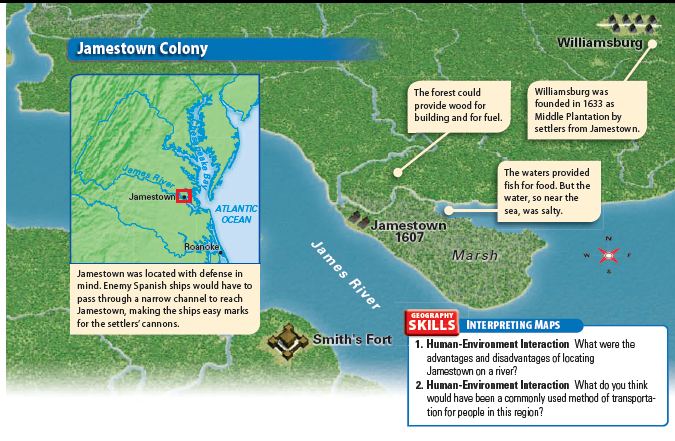 Jamestown Colony
Williamsburg
The forest could
provide wood for
building and for fuel.
Williamsburg was
founded in 1633 as
Middle Plantation by
settlers from Jamestown.
The waters provided
fish for food. But the
water, so near the
sea, was salty.
Chesapeake Bay
James River
Jamestown
ATLANTIC
OCEAN
Roanoke
Jamestown was located with defense in
mind. Enemy Spanish ships would have to
pass through a narrow channel to reach
Jamestown, making the ships easy marks
for the settlers' cannons.
Jamestown
1607
Marsh
James River
N
W
E
S
Smith's Fort
GEOGRAPHY
SKILLS INTERPRETING MAPS
1. Human-Environment Interaction What were the
advantages and disadvantages of locating
Jamestown on a river?
2. Human-Environment Interaction What do you think
would have been a commonly used method of transporta-
tion for people in this region?